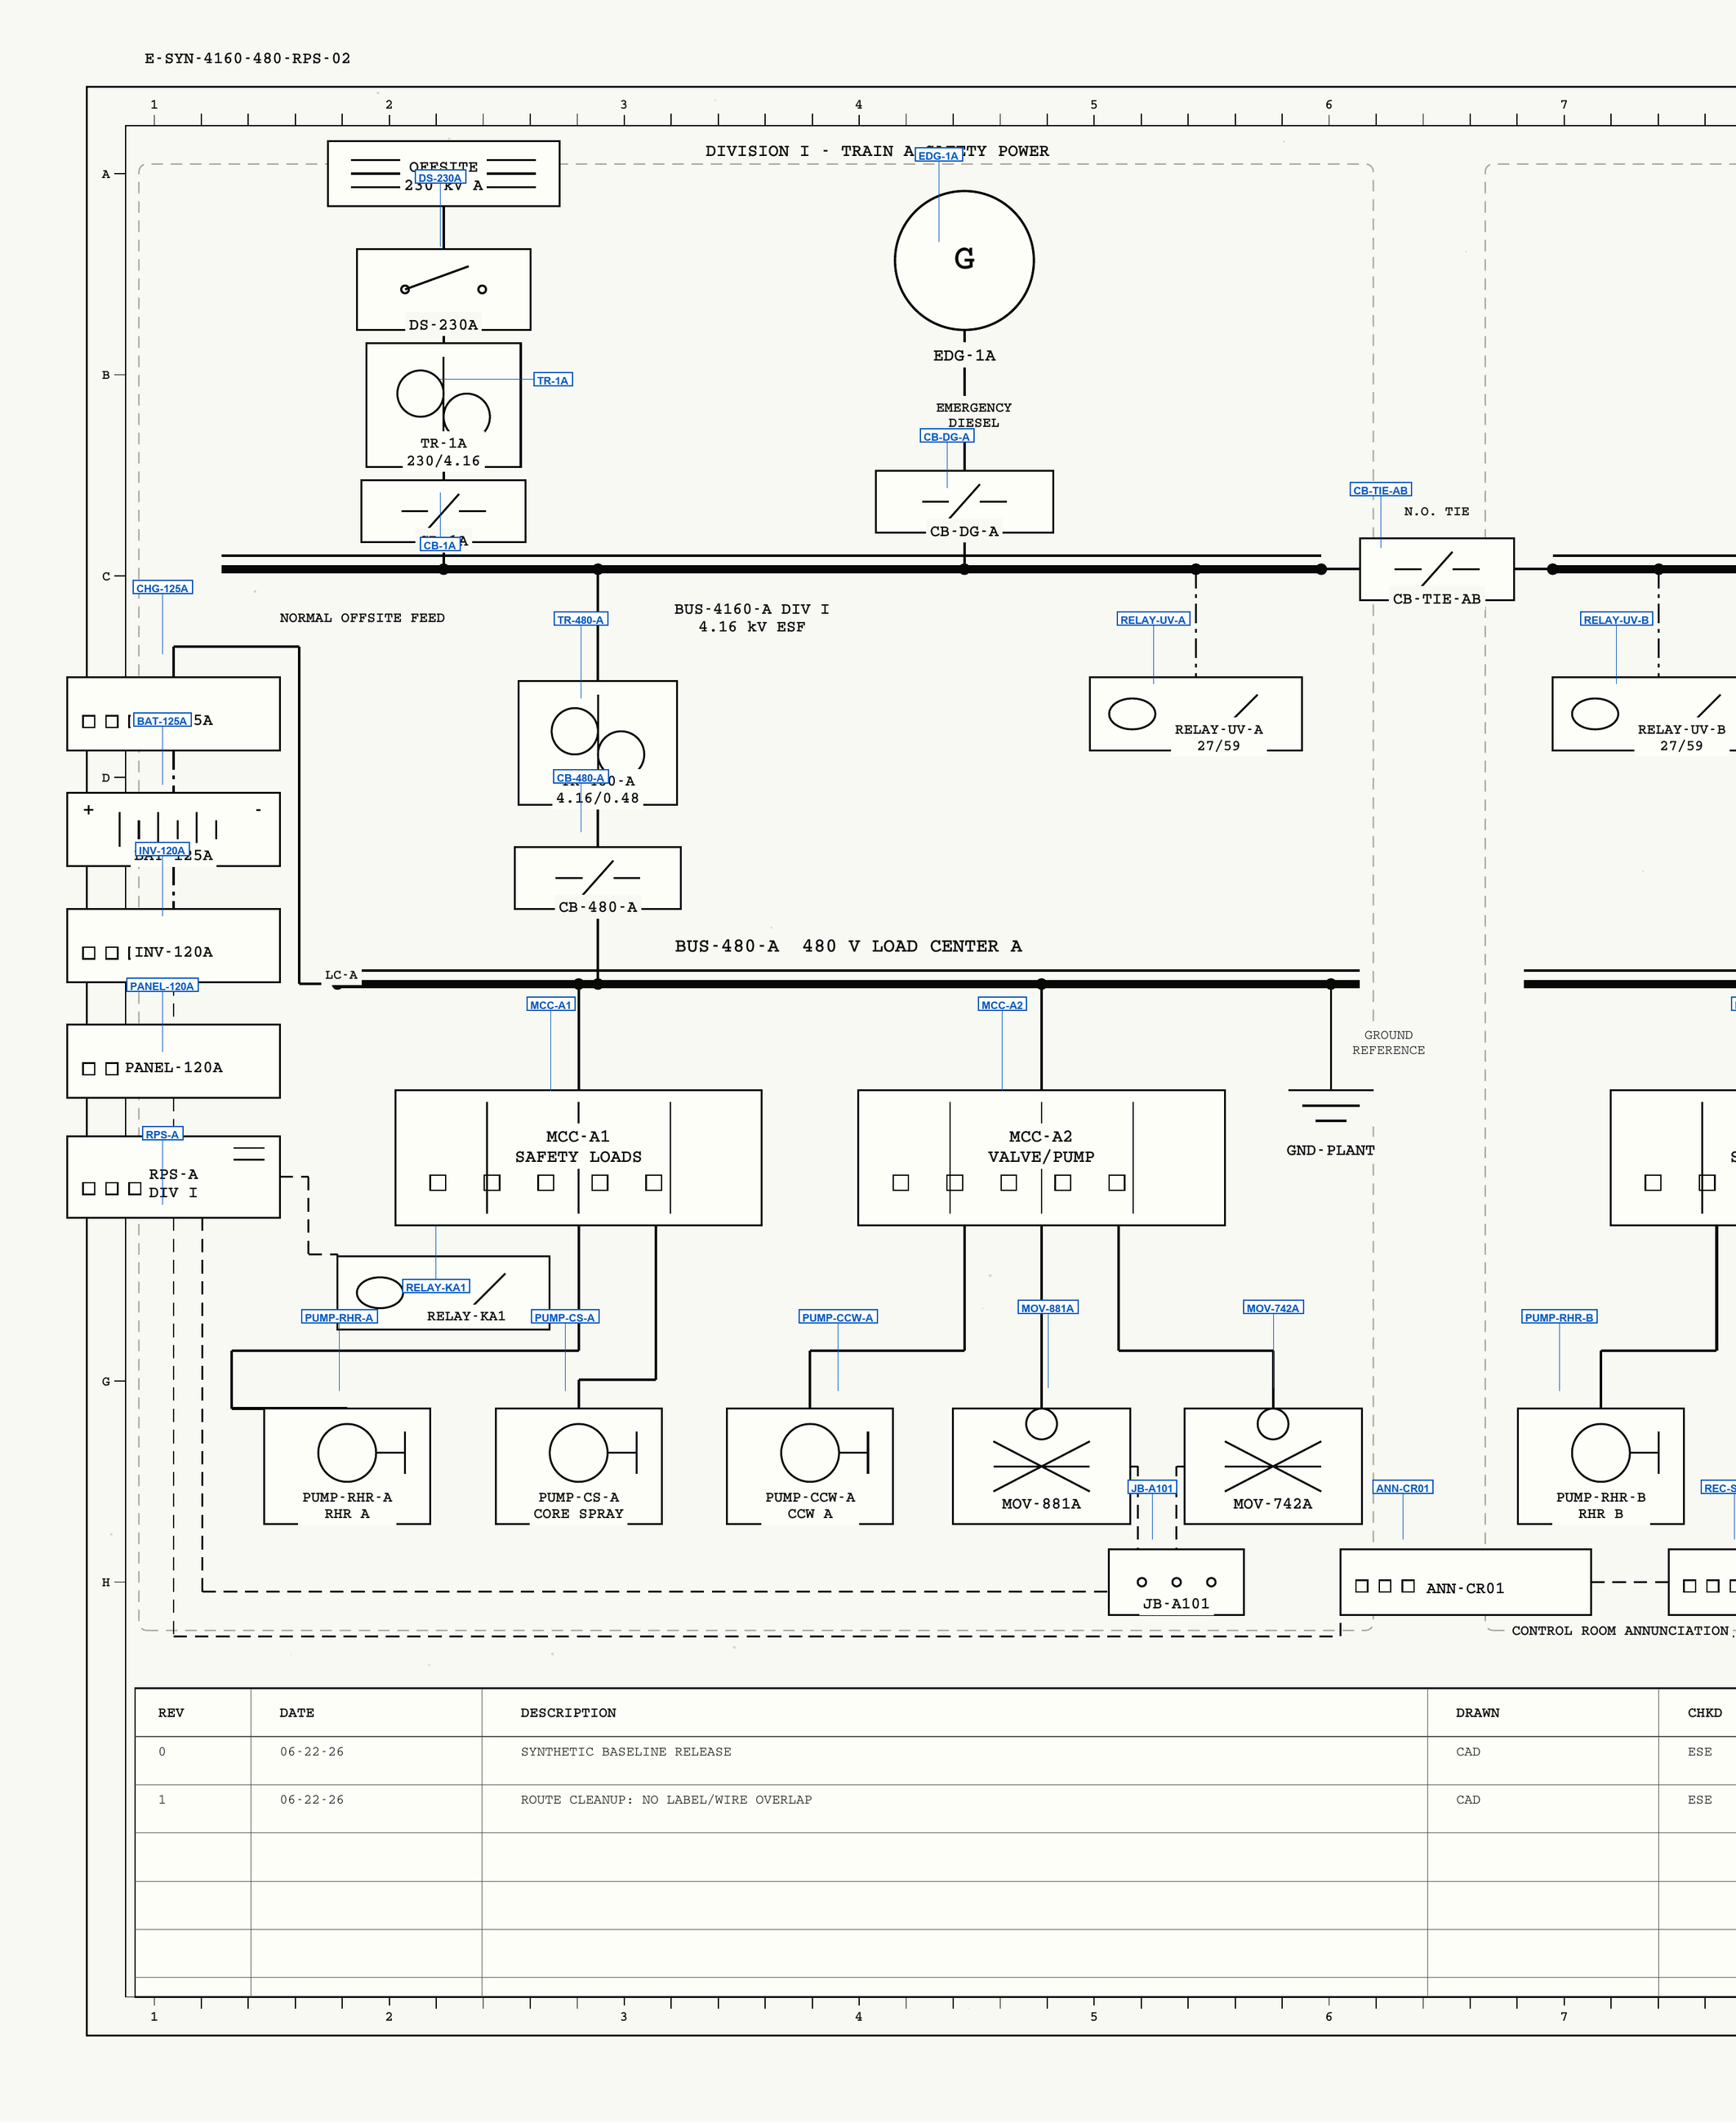 E-SYN-4160-480-RPS-02
1 2 3 4 5 6 7
DIVISION I - TRAIN A SAFETY POWER
EDG-1A
A
OFFSITE
230 kV A
DS-230A
G
DS-230A
EDG-1A
B
TR-1A
EMERGENCY
DIESEL
CB-DG-A
TR-1A
230/4.16
CB-TIE-AB
N.O. TIE
CB-DG-A
CB-1A
C
CB-TIE-AB
CHG-125A
NORMAL OFFSITE FEED
BUS-4160-A DIV I
4.16 kV ESF
TR-480-A
RELAY-UV-A
RELAY-UV-B
5A
BAT-125A
RELAY-UV-A
27/59
RELAY-UV-B
27/59
D
CB-480-A
TR-480-A
4.16/0.48
+ -
INV-120A
BAT-125A
CB-480-A
INV-120A
BUS-480-A 480 V LOAD CENTER A
LC-A
PANEL-120A
MCC-A1
MCC-A2
GROUND
REFERENCE
PANEL-120A
RPS-A
MCC-A1
SAFETY LOADS
MCC-A2
VALVE/PUMP
GND-PLANT
S
RPS-A
DIV I
RELAY-KA1
RELAY-KA1
PUMP-RHR-A
PUMP-CS-A
PUMP-CCW-A
MOV-881A
MOV-742A
PUMP-RHR-B
G
JB-A101
ANN-CR01
REC-S
PUMP-RHR-A
RHR A
PUMP-CS-A
CORE SPRAY
PUMP-CCW-A
CCW A
MOV-881A
MOV-742A
PUMP-RHR-B
RHR B
H
JB-A101
ANN-CR01
CONTROL ROOM ANNUNCIATION
REV DATE DESCRIPTION DRAWN CHKD
0 06-22-26 SYNTHETIC BASELINE RELEASE CAD ESE
1 06-22-26 ROUTE CLEANUP: NO LABEL/WIRE OVERLAP CAD ESE
1 2 3 4 5 6 7